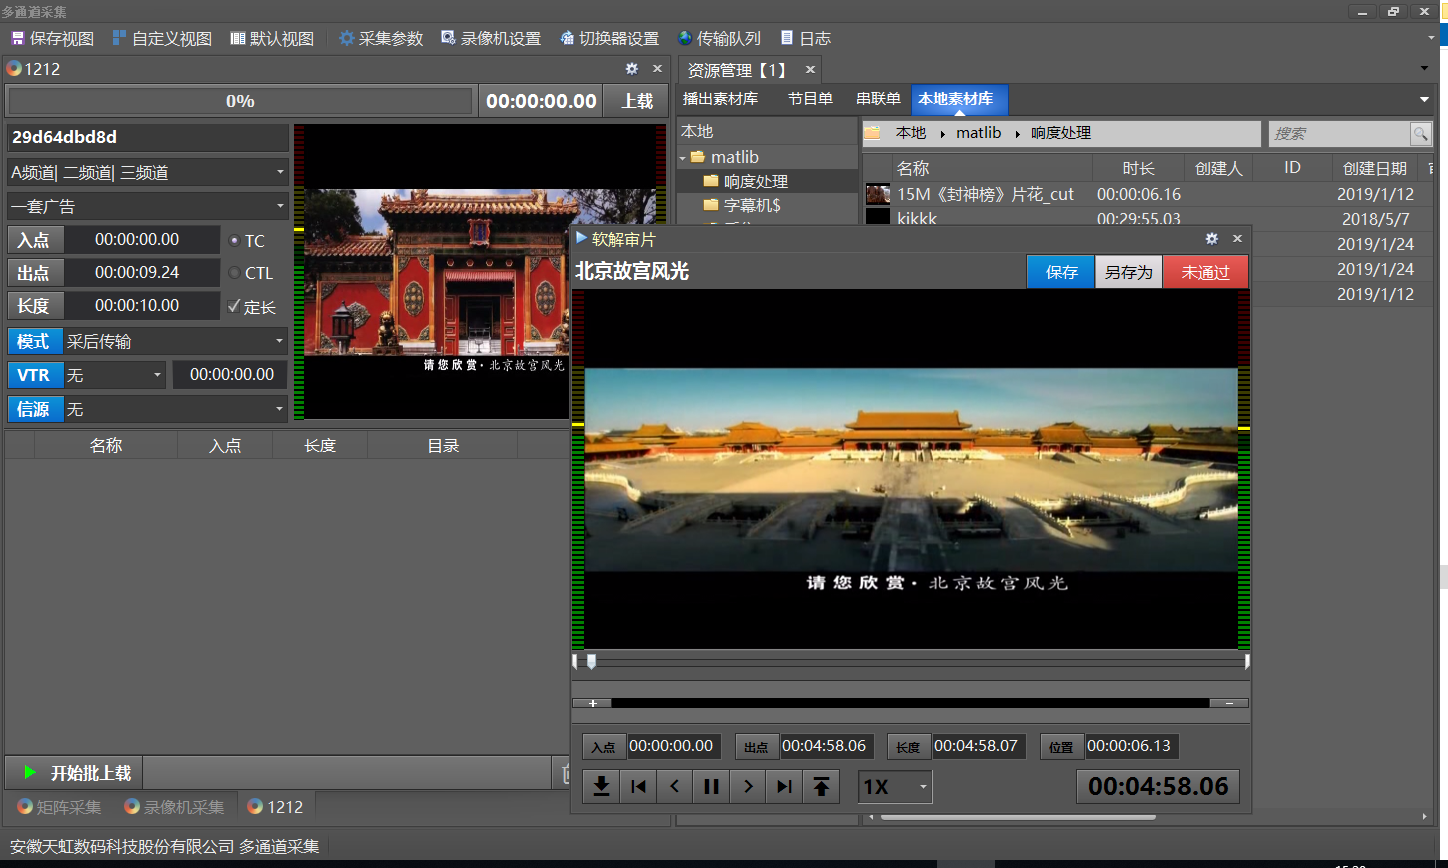 多通道采集
保存视图 自定义视图 默认视图 采集参数 录像机设置 切换器设置 传输队列 日志
1212
0% 00:00:00.00 上载
29d64dbd8d
A频道| 二频道| 三频道
一套广告
入点 00:00:00.00 TC
出点 00:00:09.24 CTL
长度 00:00:10.00 定长
模式 采后传输
VTR 无 00:00:00.00
信源 无
请您欣赏·北京故宫风光
名称 入点 长度 目录
开始批上载
矩阵采集 录像机采集 1212
安徽天虹数码科技股份有限公司 多通道采集
资源管理【1】
播出素材库 节目单 串联单 本地素材库
本地
matlib
响度处理
字幕机$
本地 matlib 响度处理 搜索
名称 时长 创建人 ID 创建日期
15M《封神榜》片花_cut 00:00:06.16 2019/1/12
kikkk 00:29:55.03 2018/5/7
2019/1/24
2019/1/24
2019/1/12
软解审片
北京故宫风光 保存 另存为 未通过
请您欣赏·北京故宫风光
+ −
入点 00:00:00.00 出点 00:04:58.06 长度 00:04:58.07 位置 00:00:06.13
1X 00:04:58.06